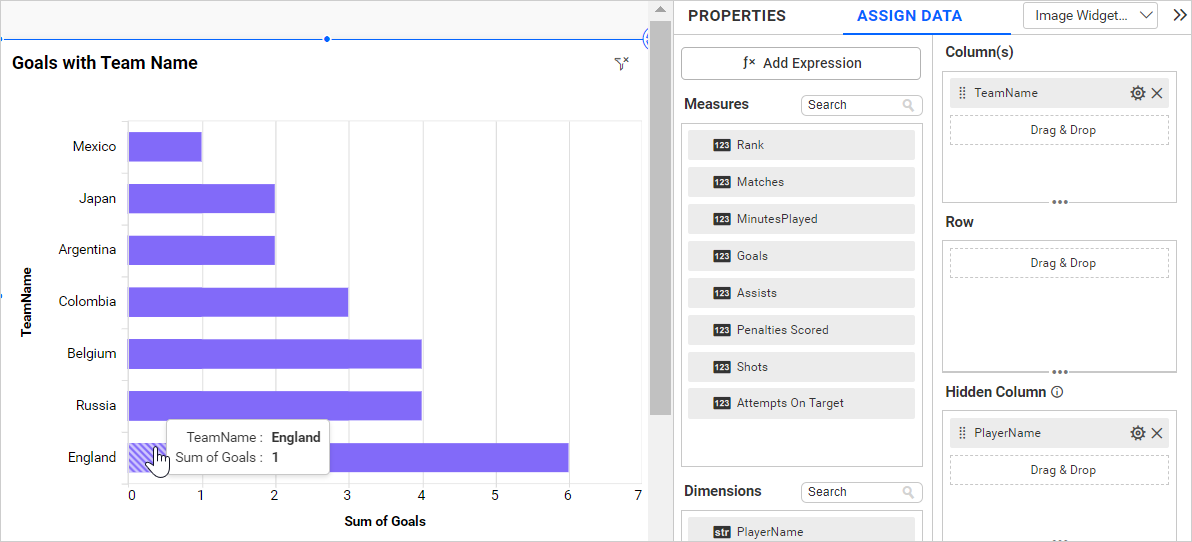 Goals with Team Name
TeamName
Mexico
Japan
Argentina
Colombia
Belgium
Russia
England
TeamName : England
Sum of Goals : 1
0 1 2 3 4 5 6 7
Sum of Goals
PROPERTIES
ASSIGN DATA
Image Widget...
fx Add Expression
Measures
Search
123 Rank
123 Matches
123 MinutesPlayed
123 Goals
123 Assists
123 Penalties Scored
123 Shots
123 Attempts On Target
Dimensions
Search
str PlayerName
Column(s)
TeamName
Drag & Drop
Row
Drag & Drop
Hidden Column
PlayerName
Drag & Drop